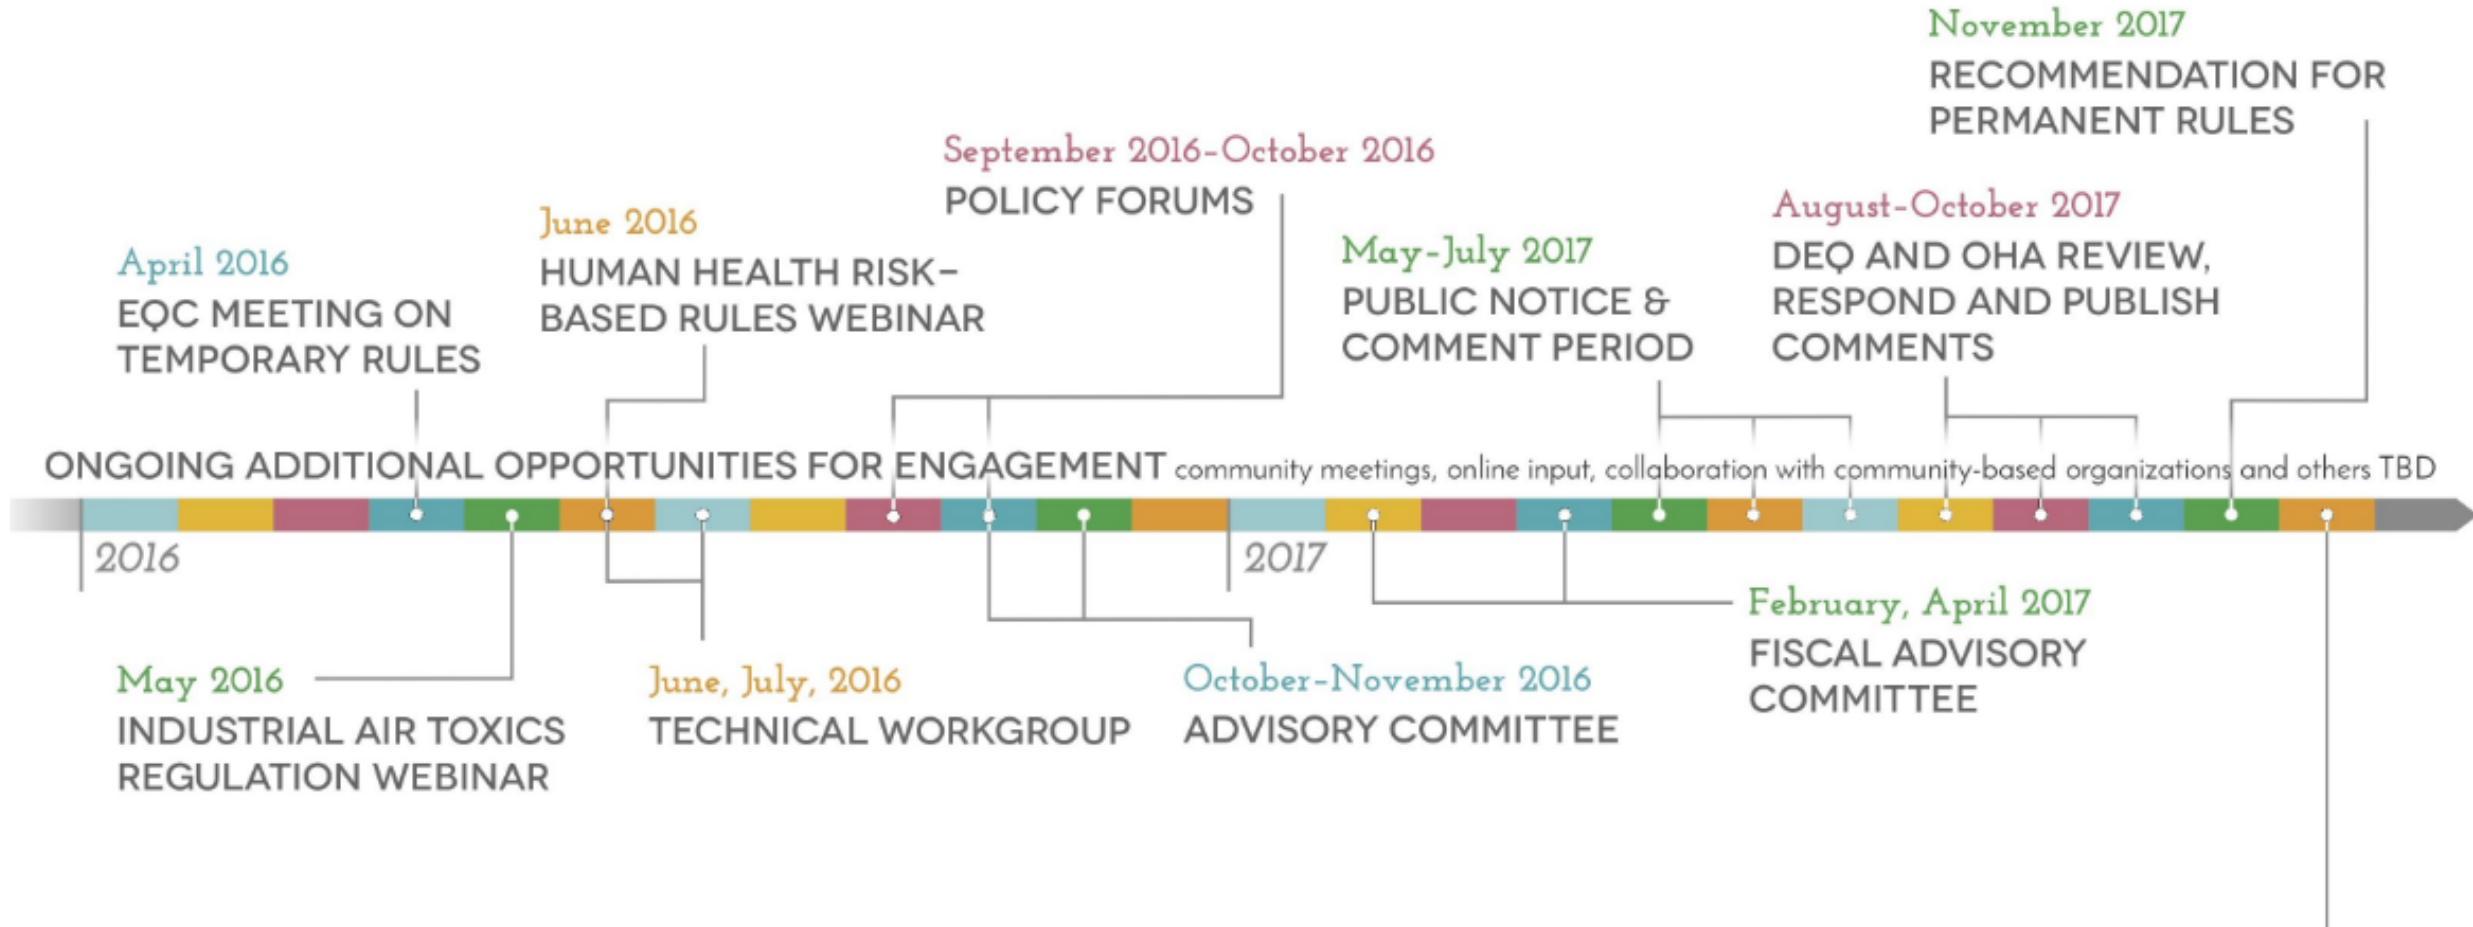 November 2017
RECOMMENDATION FOR
PERMANENT RULES
September 2016–October 2016
POLICY FORUMS
August–October 2017
DEQ AND OHA REVIEW,
RESPOND AND PUBLISH
COMMENTS
June 2016
HUMAN HEALTH RISK–
BASED RULES WEBINAR
May–July 2017
PUBLIC NOTICE &
COMMENT PERIOD
April 2016
EQC MEETING ON
TEMPORARY RULES
ONGOING ADDITIONAL OPPORTUNITIES FOR ENGAGEMENT community meetings, online input, collaboration with community-based organizations and others TBD
2016
2017
February, April 2017
FISCAL ADVISORY
COMMITTEE
May 2016
INDUSTRIAL AIR TOXICS
REGULATION WEBINAR
June, July, 2016
TECHNICAL WORKGROUP
October–November 2016
ADVISORY COMMITTEE